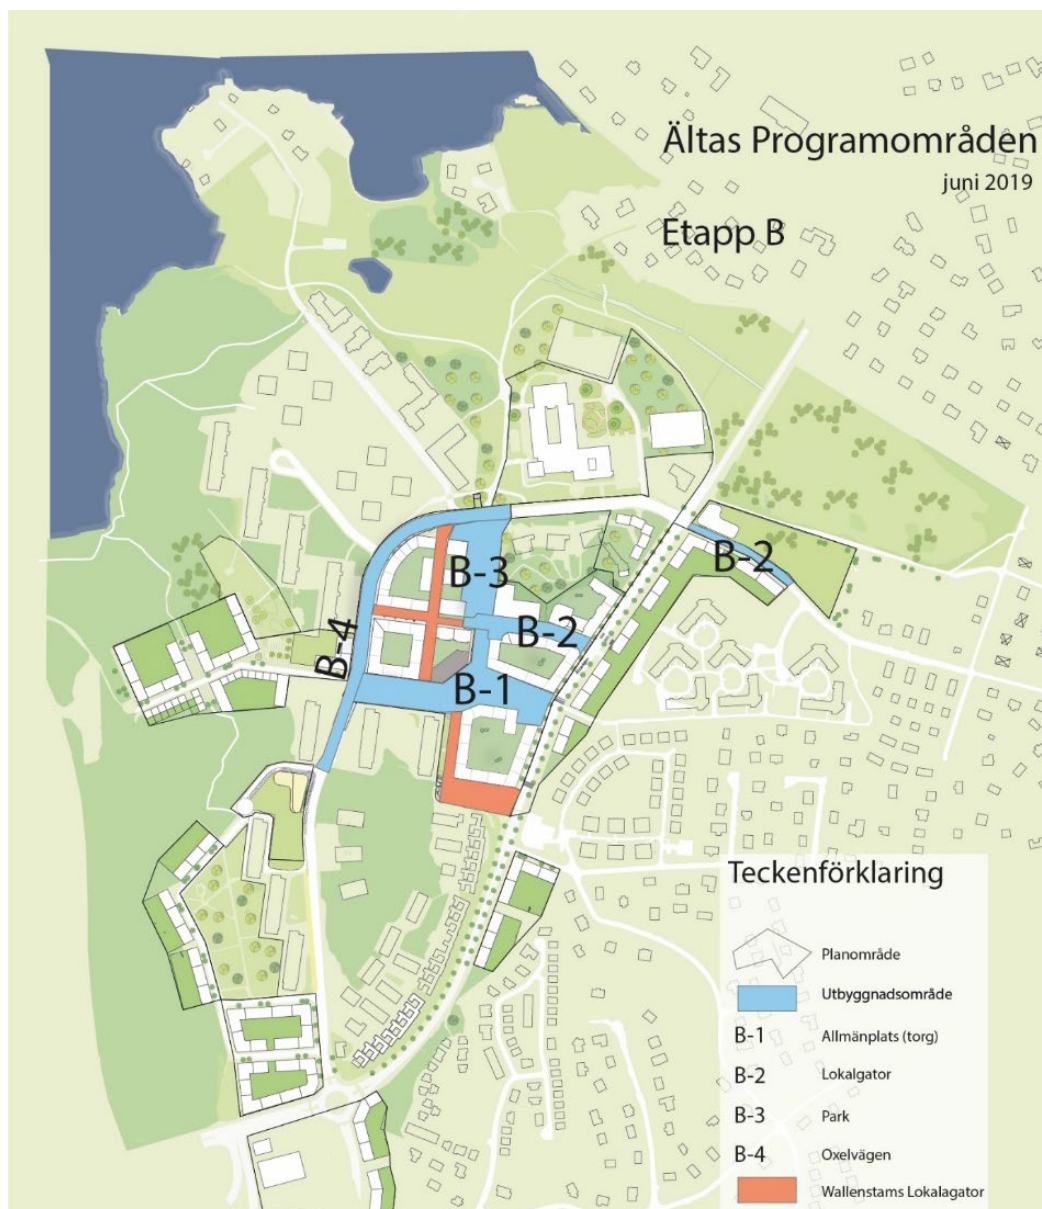 Ältas Programområden
juni 2019
Etapp B
B-3
B-2
B-2
B-4
B-1
Teckenförklaring
Planområde
Utbyggnadsområde
B-1 Allmänplats (torg)
B-2 Lokalgator
B-3 Park
B-4 Oxelvägen
Wallenstams Lokalagator